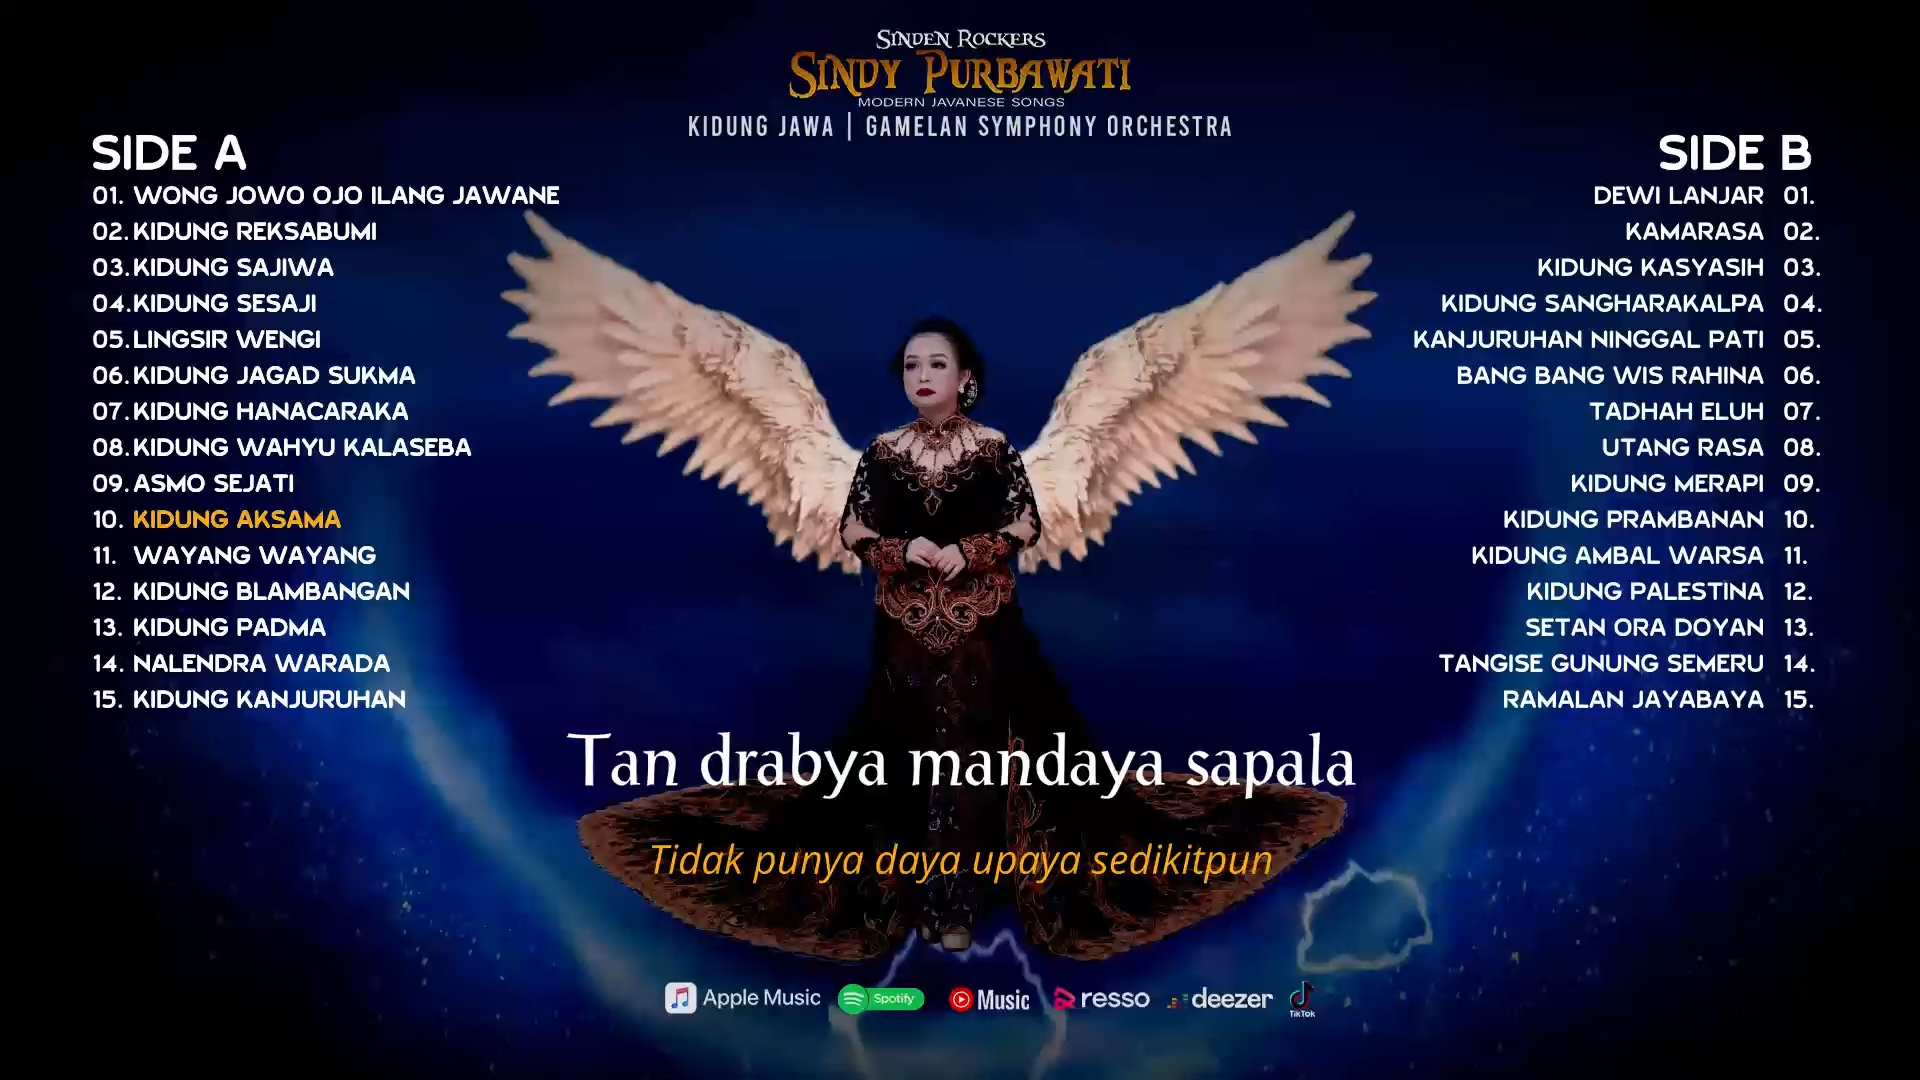 SINDEN ROCKERS
SINDY PURBAWATI
MODERN JAVANESE SONGS
KIDUNG JAWA | GAMELAN SYMPHONY ORCHESTRA
SIDE A
01. WONG JOWO OJO ILANG JAWANE
02. KIDUNG REKSABUMI
03. KIDUNG SAJIWA
04. KIDUNG SESAJI
05. LINGSIR WENGI
06. KIDUNG JAGAD SUKMA
07. KIDUNG HANACARAKA
08. KIDUNG WAHYU KALASEBA
09. ASMO SEJATI
10. KIDUNG AKSAMA
11. WAYANG WAYANG
12. KIDUNG BLAMBANGAN
13. KIDUNG PADMA
14. NALENDRA WARADA
15. KIDUNG KANJURUHAN
SIDE B
DEWI LANJAR 01.
KAMARASA 02.
KIDUNG KASYASIH 03.
KIDUNG SANGHARAKALPA 04.
KANJURUHAN NINGGAL PATI 05.
BANG BANG WIS RAHINA 06.
TADHAH ELUH 07.
UTANG RASA 08.
KIDUNG MERAPI 09.
KIDUNG PRAMBANAN 10.
KIDUNG AMBAL WARSA 11.
KIDUNG PALESTINA 12.
SETAN ORA DOYAN 13.
TANGISE GUNUNG SEMERU 14.
RAMALAN JAYABAYA 15.
Tan drabya mandaya sapala
Tidak punya daya upaya sedikitpun
Apple Music Spotify Music resso deezer TikTok